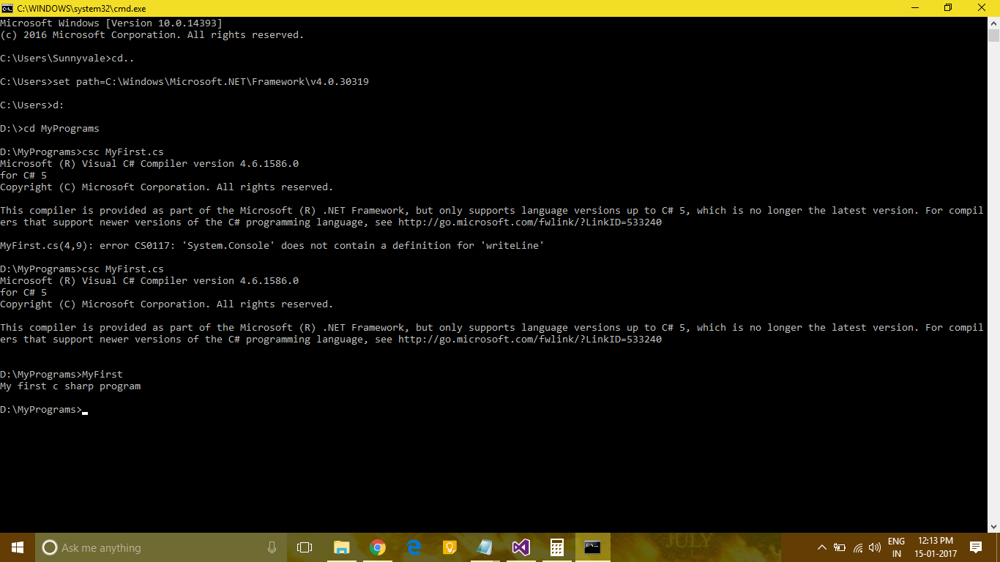 C:\WINDOWS\system32\cmd.exe
Microsoft Windows [Version 10.0.14393]
(c) 2016 Microsoft Corporation. All rights reserved.
C:\Users\Sunnyvale>cd..
C:\Users>set path=C:\Windows\Microsoft.NET\Framework\v4.0.30319
C:\Users>d:
D:\>cd MyPrograms
D:\MyPrograms>csc MyFirst.cs
Microsoft (R) Visual C# Compiler version 4.6.1586.0
for C# 5
Copyright (C) Microsoft Corporation. All rights reserved.
This compiler is provided as part of the Microsoft (R) .NET Framework, but only supports language versions up to C# 5, which is no longer the latest version. For compil
ers that support newer versions of the C# programming language, see http://go.microsoft.com/fwlink/?LinkID=533240
MyFirst.cs(4,9): error CS0117: 'System.Console' does not contain a definition for 'writeLine'
D:\MyPrograms>csc MyFirst.cs
Microsoft (R) Visual C# Compiler version 4.6.1586.0
for C# 5
Copyright (C) Microsoft Corporation. All rights reserved.
This compiler is provided as part of the Microsoft (R) .NET Framework, but only supports language versions up to C# 5, which is no longer the latest version. For compil
ers that support newer versions of the C# programming language, see http://go.microsoft.com/fwlink/?LinkID=533240
D:\MyPrograms>MyFirst
My first c sharp program
D:\MyPrograms>
Ask me anything
JULY
ENG
IN
12:13 PM
15-01-2017